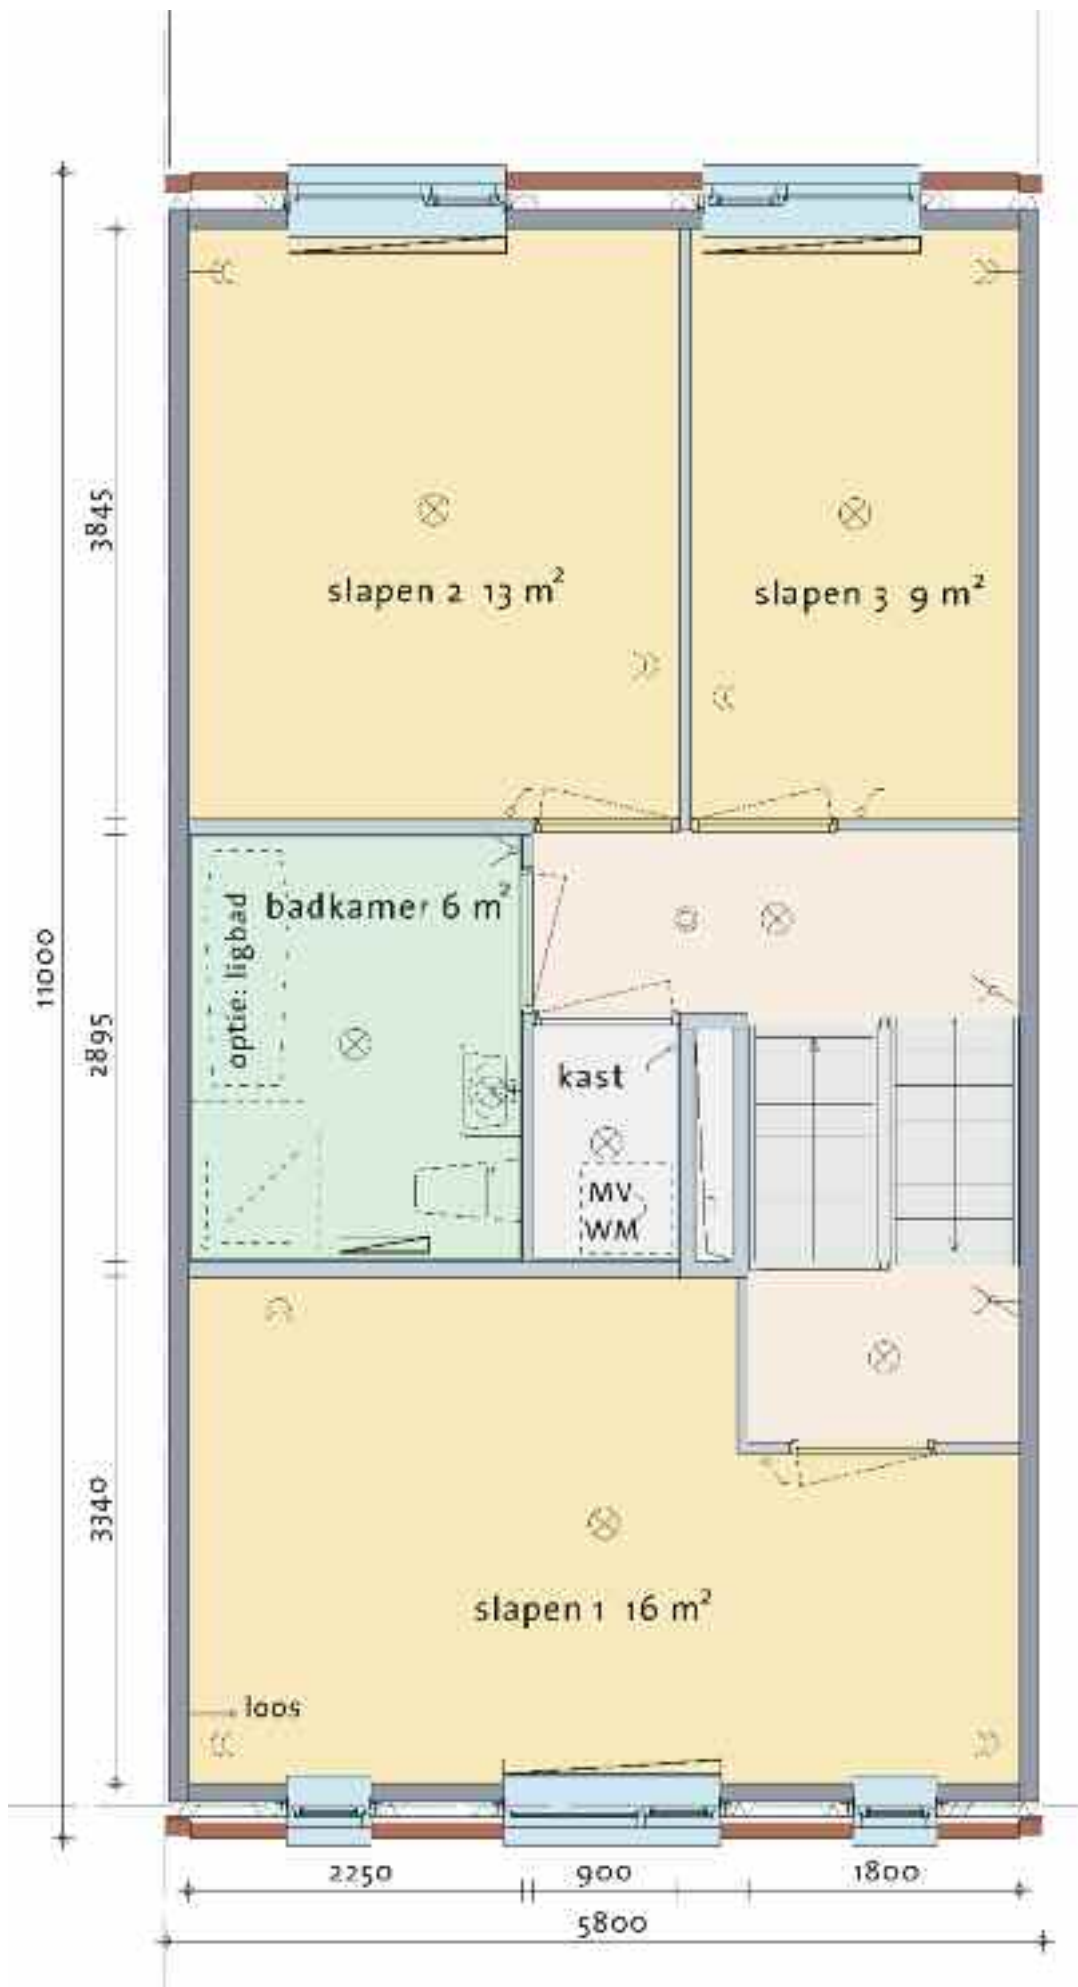 3845
slapen 2 13 m²
slapen 3 9 m²
11000
2895
badkamer 6 m²
optie: ligbad
kast
MV
WM
3340
slapen 1 16 m²
loos
2250
900
1800
5800